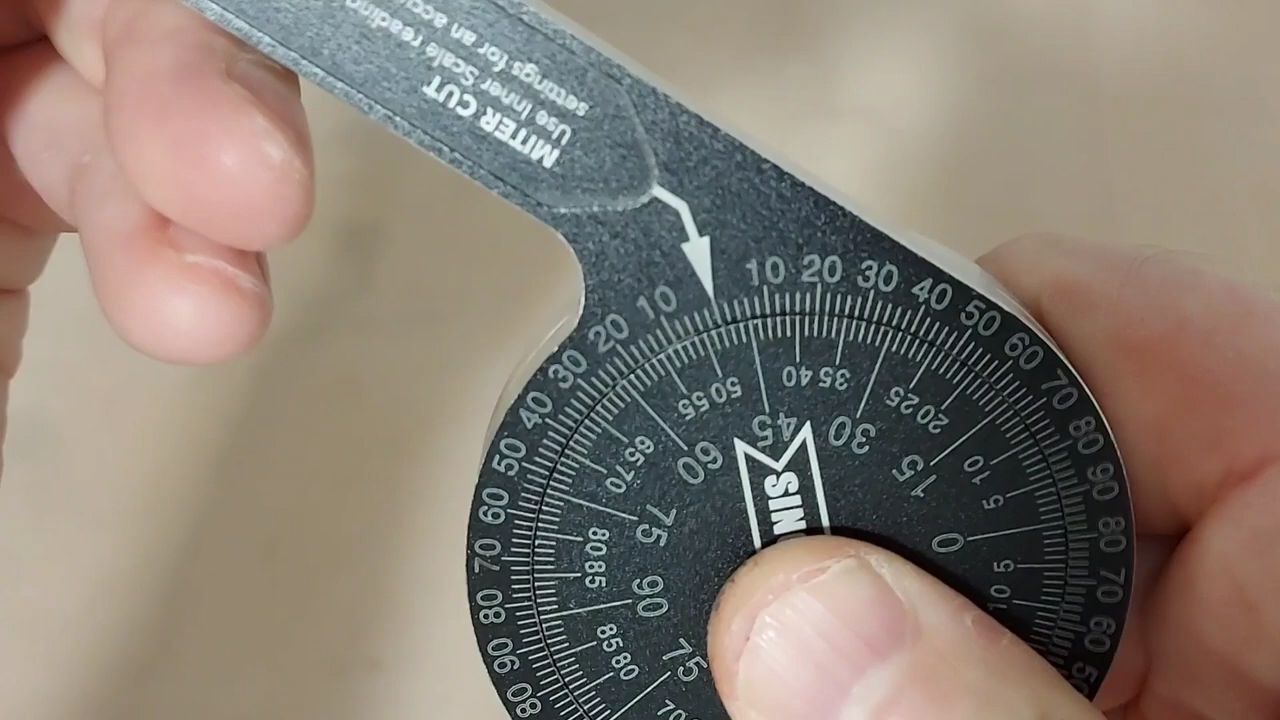 MITER CUT
Use Inner Scale reading
settings for an
10 20 30 40 50 60 70 80 90 80 70 60
10 20 30 40 50 60 70 80 90 80
55 50 40 35 25 20 10 5
60 45 30 15 0
65 70 75 80 85 90
5 10
85 80 75 70